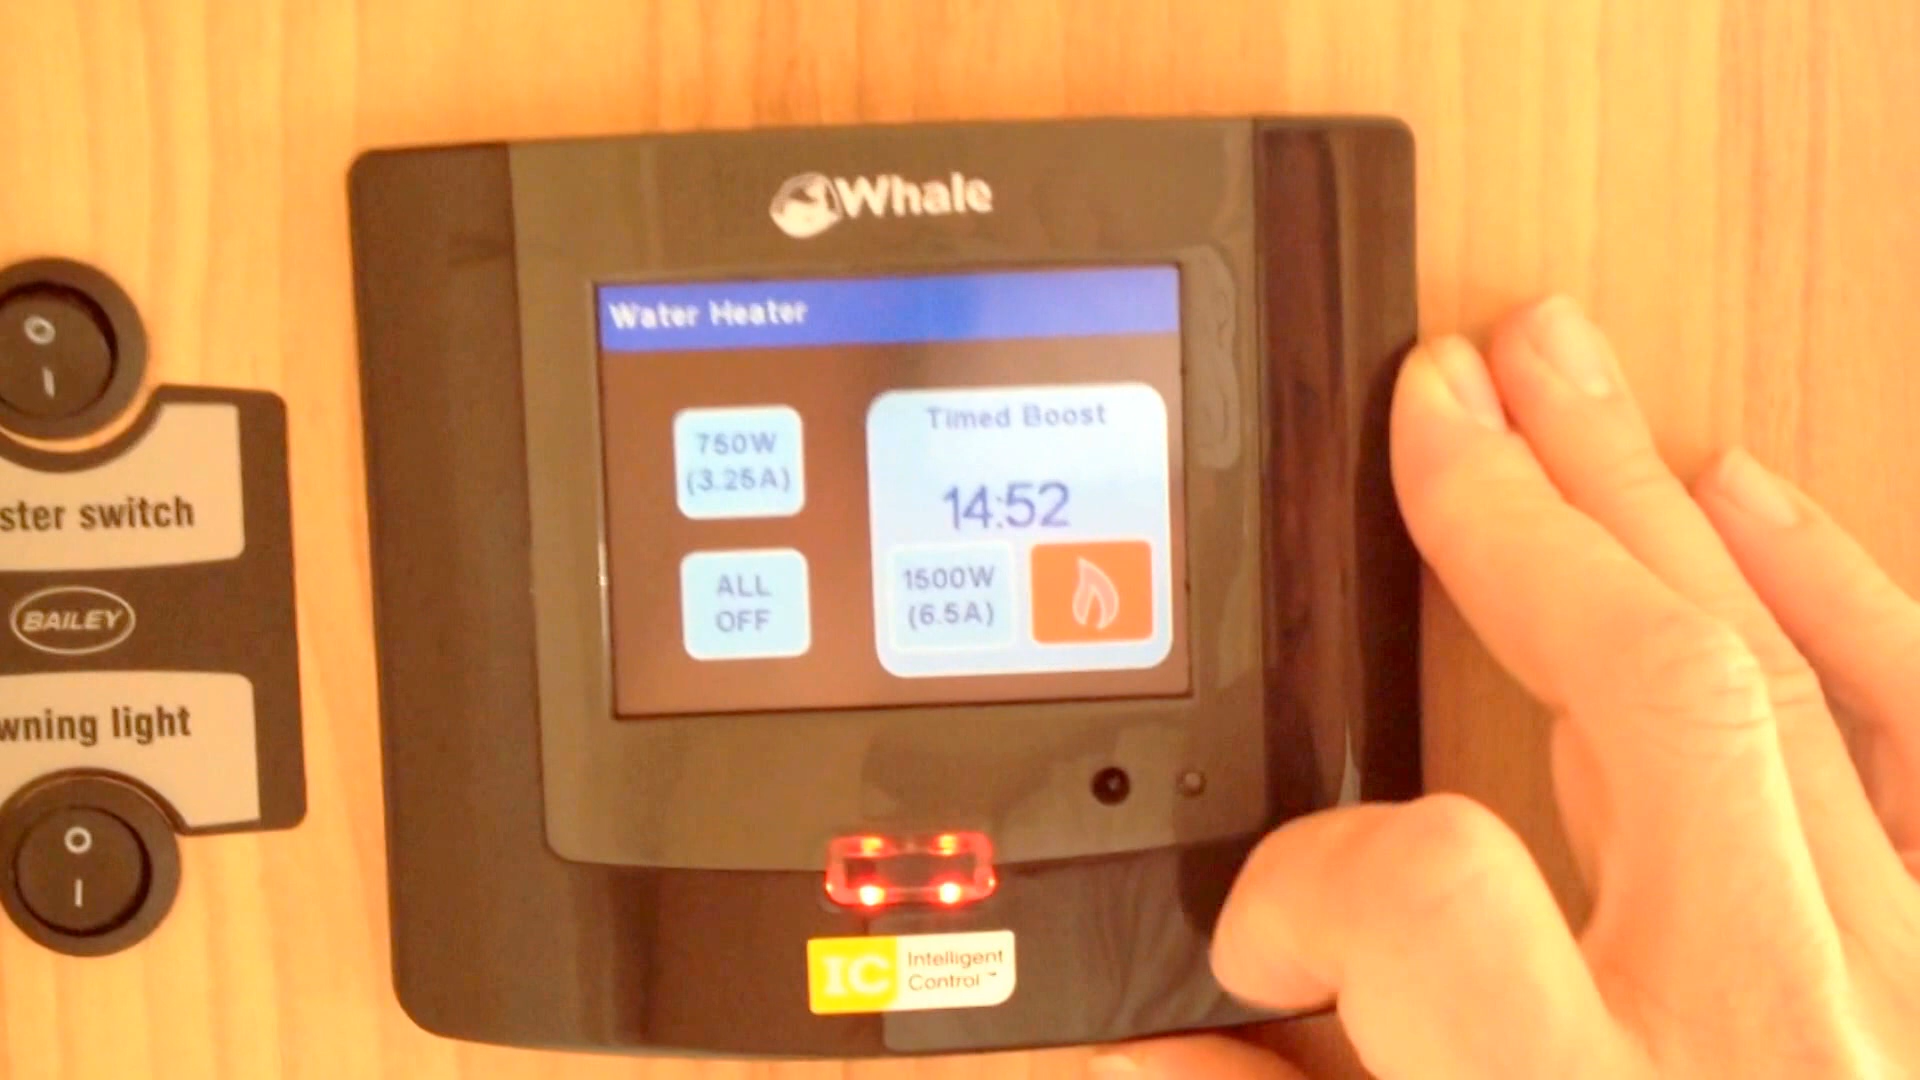 Whale
Water Heater
750W
(3.25A)
ALL
OFF
Timed Boost
14:52
1500W
(6.5A)
ster switch
BAILEY
wning light
IC Intelligent
Control™